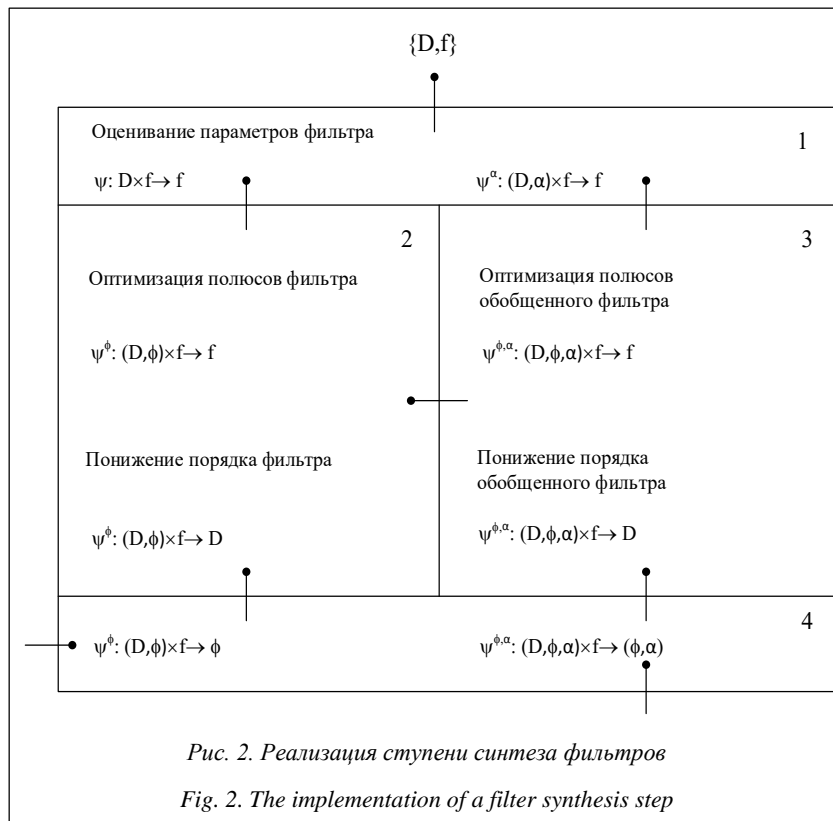 {D,f}
Оценивание параметров фильтра
1
ψ: D×f→ f
ψ^α: (D,α)×f→ f
2
3
Оптимизация полюсов фильтра
Оптимизация полюсов
обобщенного фильтра
ψ^ϕ: (D,ϕ)×f→ f
ψ^ϕ,α: (D,ϕ,α)×f→ f
Понижение порядка фильтра
Понижение порядка
обобщенного фильтра
ψ^ϕ: (D,ϕ)×f→ D
ψ^ϕ,α: (D,ϕ,α)×f→ D
4
ψ^ϕ: (D,ϕ)×f→ ϕ
ψ^ϕ,α: (D,ϕ,α)×f→ (ϕ,α)
Рис. 2. Реализация ступени синтеза фильтров
Fig. 2. The implementation of a filter synthesis step